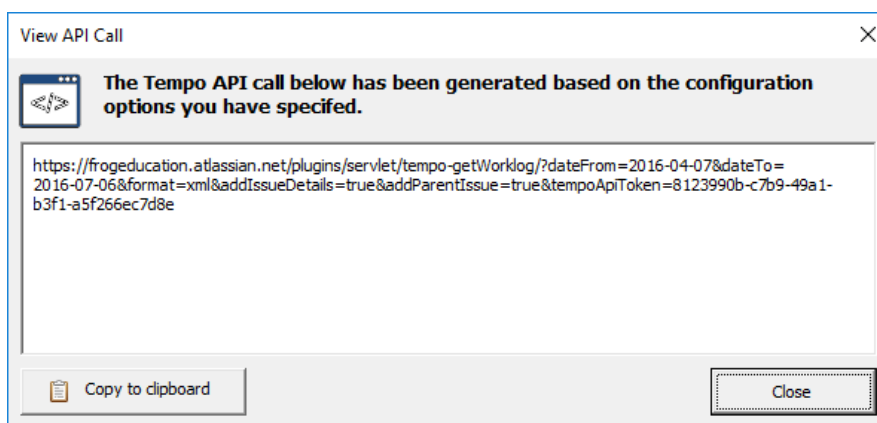 View API Call
The Tempo API call below has been generated based on the configuration
options you have specifed.
https://frogeducation.atlassian.net/plugins/servlet/tempo-getWorklog/?dateFrom=2016-04-07&dateTo=
2016-07-06&format=xml&addIssueDetails=true&addParentIssue=true&tempoApiToken=8123990b-c7b9-49a1-
b3f1-a5f266ec7d8e
Copy to clipboard
Close